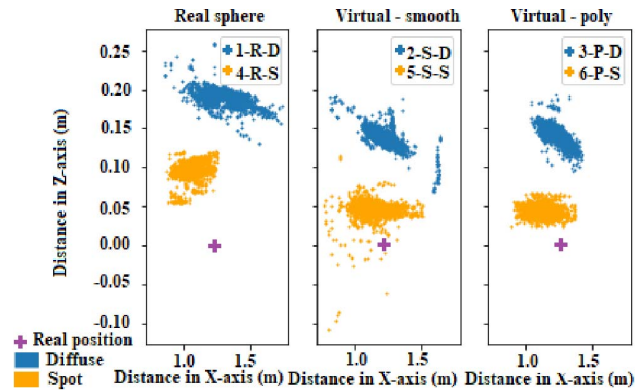 Real sphere
Virtual - smooth
Virtual - poly
1-R-D
4-R-S
2-S-D
5-S-S
3-P-D
6-P-S
Distance in Z-axis (m)
0.25
0.20
0.15
0.10
0.05
0.00
-0.05
-0.10
1.0 1.5
1.0 1.5
1.0 1.5
Real position
Diffuse
Spot
Distance in X-axis (m)
Distance in X-axis (m)
Distance in X-axis (m)